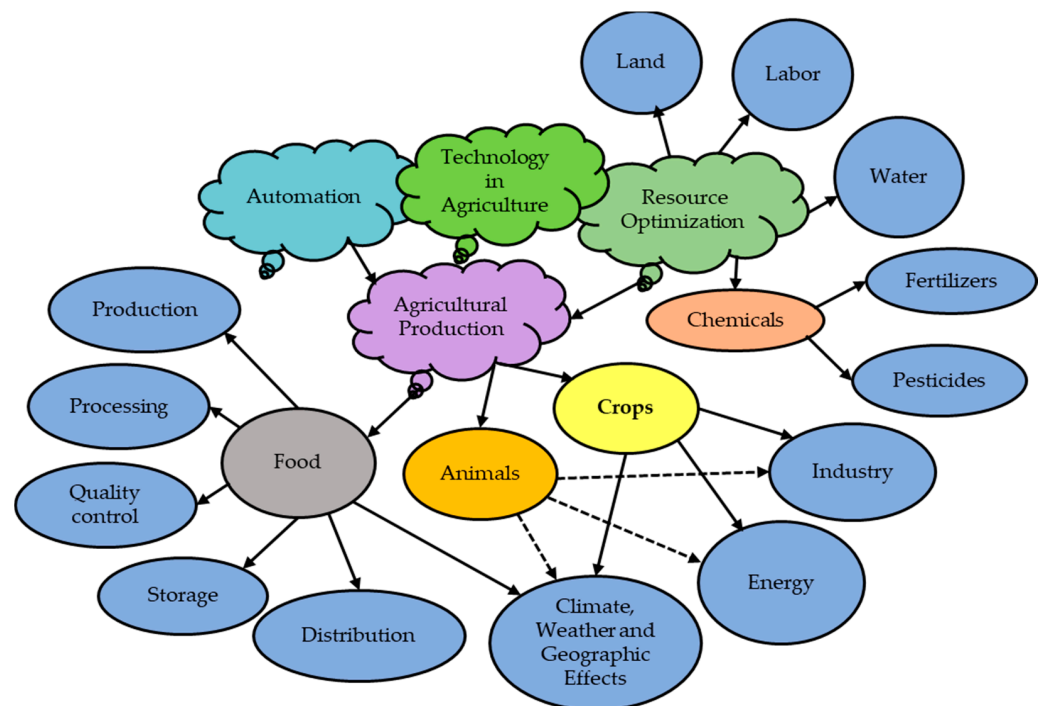 Land
Labor
Technology
in
Agriculture
Automation
Resource
Optimization
Water
Fertilizers
Agricultural
Production
Production
Chemicals
Pesticides
Processing
Crops
Food
Animals
Industry
Quality
control
Energy
Storage
Distribution
Climate,
Weather and
Geographic
Effects